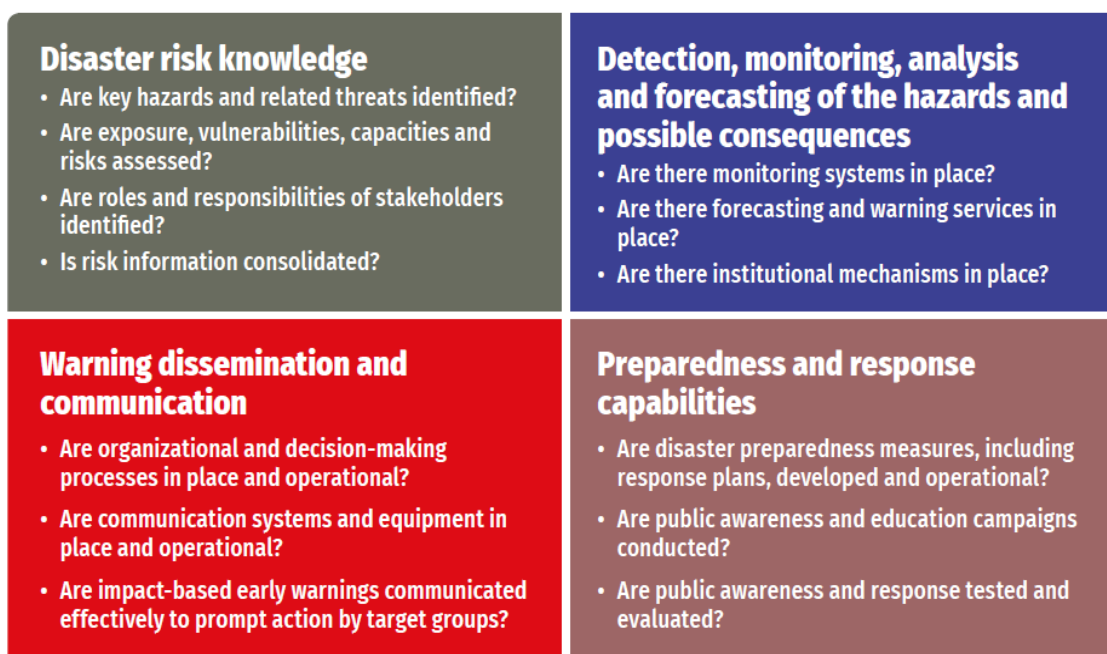 Disaster risk knowledge
• Are key hazards and related threats identified?
• Are exposure, vulnerabilities, capacities and
risks assessed?
• Are roles and responsibilities of stakeholders
identified?
• Is risk information consolidated?
Detection, monitoring, analysis
and forecasting of the hazards and
possible consequences
• Are there monitoring systems in place?
• Are there forecasting and warning services in
place?
• Are there institutional mechanisms in place?
Warning dissemination and
communication
• Are organizational and decision-making
processes in place and operational?
• Are communication systems and equipment in
place and operational?
• Are impact-based early warnings communicated
effectively to prompt action by target groups?
Preparedness and response
capabilities
• Are disaster preparedness measures, including
response plans, developed and operational?
• Are public awareness and education campaigns
conducted?
• Are public awareness and response tested and
evaluated?